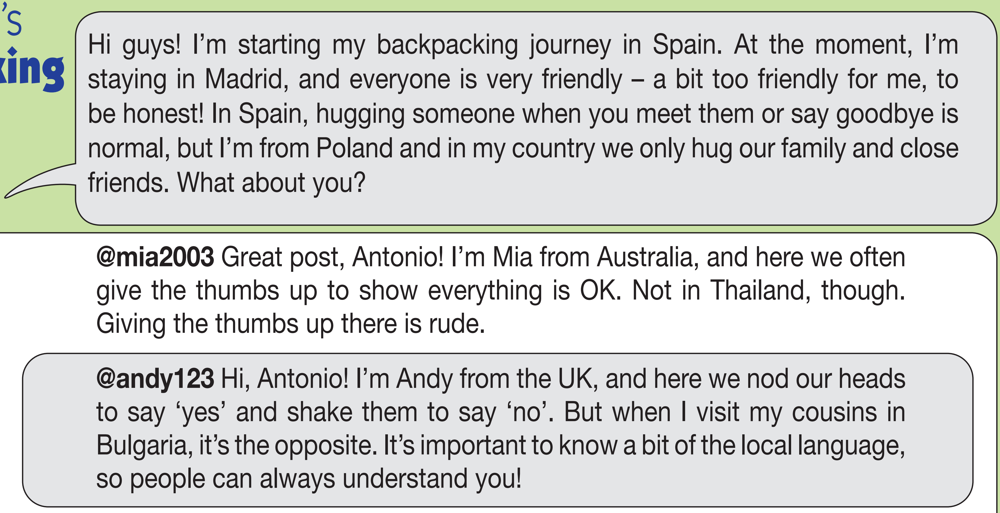 's
king
Hi guys! I'm starting my backpacking journey in Spain. At the moment, I'm
staying in Madrid, and everyone is very friendly – a bit too friendly for me, to
be honest! In Spain, hugging someone when you meet them or say goodbye is
normal, but I'm from Poland and in my country we only hug our family and close
friends. What about you?
@mia2003 Great post, Antonio! I'm Mia from Australia, and here we often
give the thumbs up to show everything is OK. Not in Thailand, though.
Giving the thumbs up there is rude.
@andy123 Hi, Antonio! I'm Andy from the UK, and here we nod our heads
to say ‘yes’ and shake them to say ‘no’. But when I visit my cousins in
Bulgaria, it's the opposite. It's important to know a bit of the local language,
so people can always understand you!